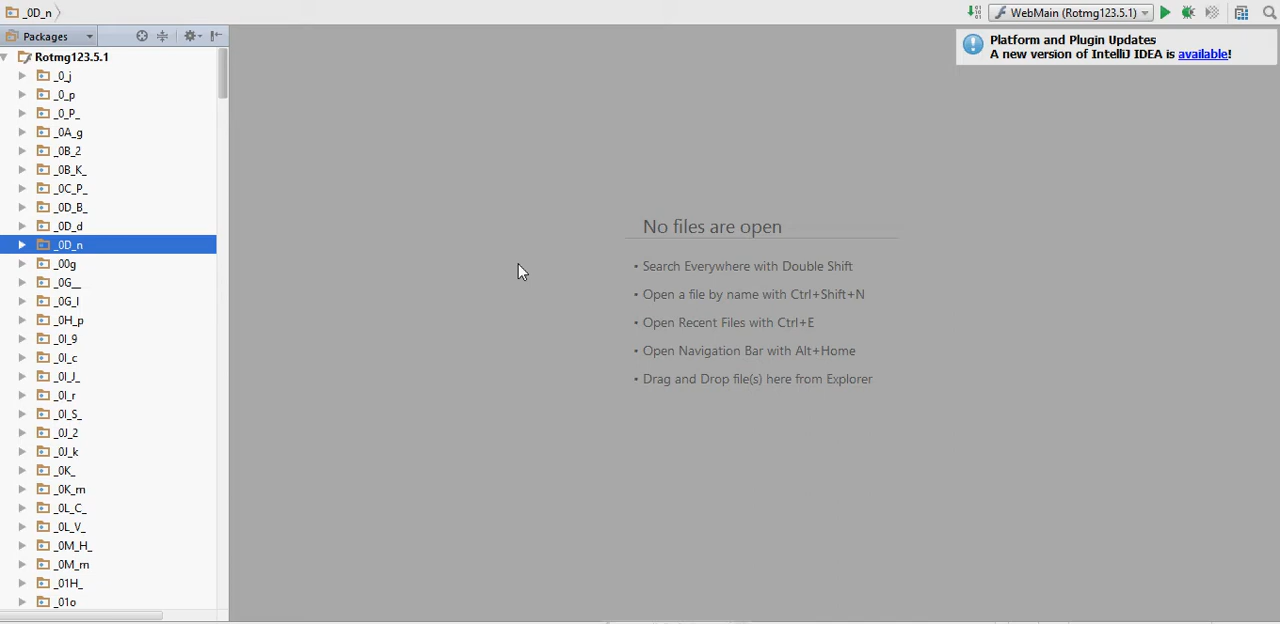 _0D_n
WebMain (Rotmg123.5.1)
Packages
Platform and Plugin Updates
A new version of IntelliJ IDEA is available!
Rotmg123.5.1
_0_j
_0_p
_0_P_
_0A_g
_0B_2
_0B_K_
_0C_P_
_0D_B_
_0D_d
_0D_n
_00g
_0G__
_0G_l
_0H_p
_0I_9
_0I_c
_0I_J_
_0I_r
_0I_S_
_0J_2
_0J_k
_0K_
_0K_m
_0L_C_
_0L_V_
_0M_H_
_0M_m
_01H_
_01o
No files are open
• Search Everywhere with Double Shift
• Open a file by name with Ctrl+Shift+N
• Open Recent Files with Ctrl+E
• Open Navigation Bar with Alt+Home
• Drag and Drop file(s) here from Explorer